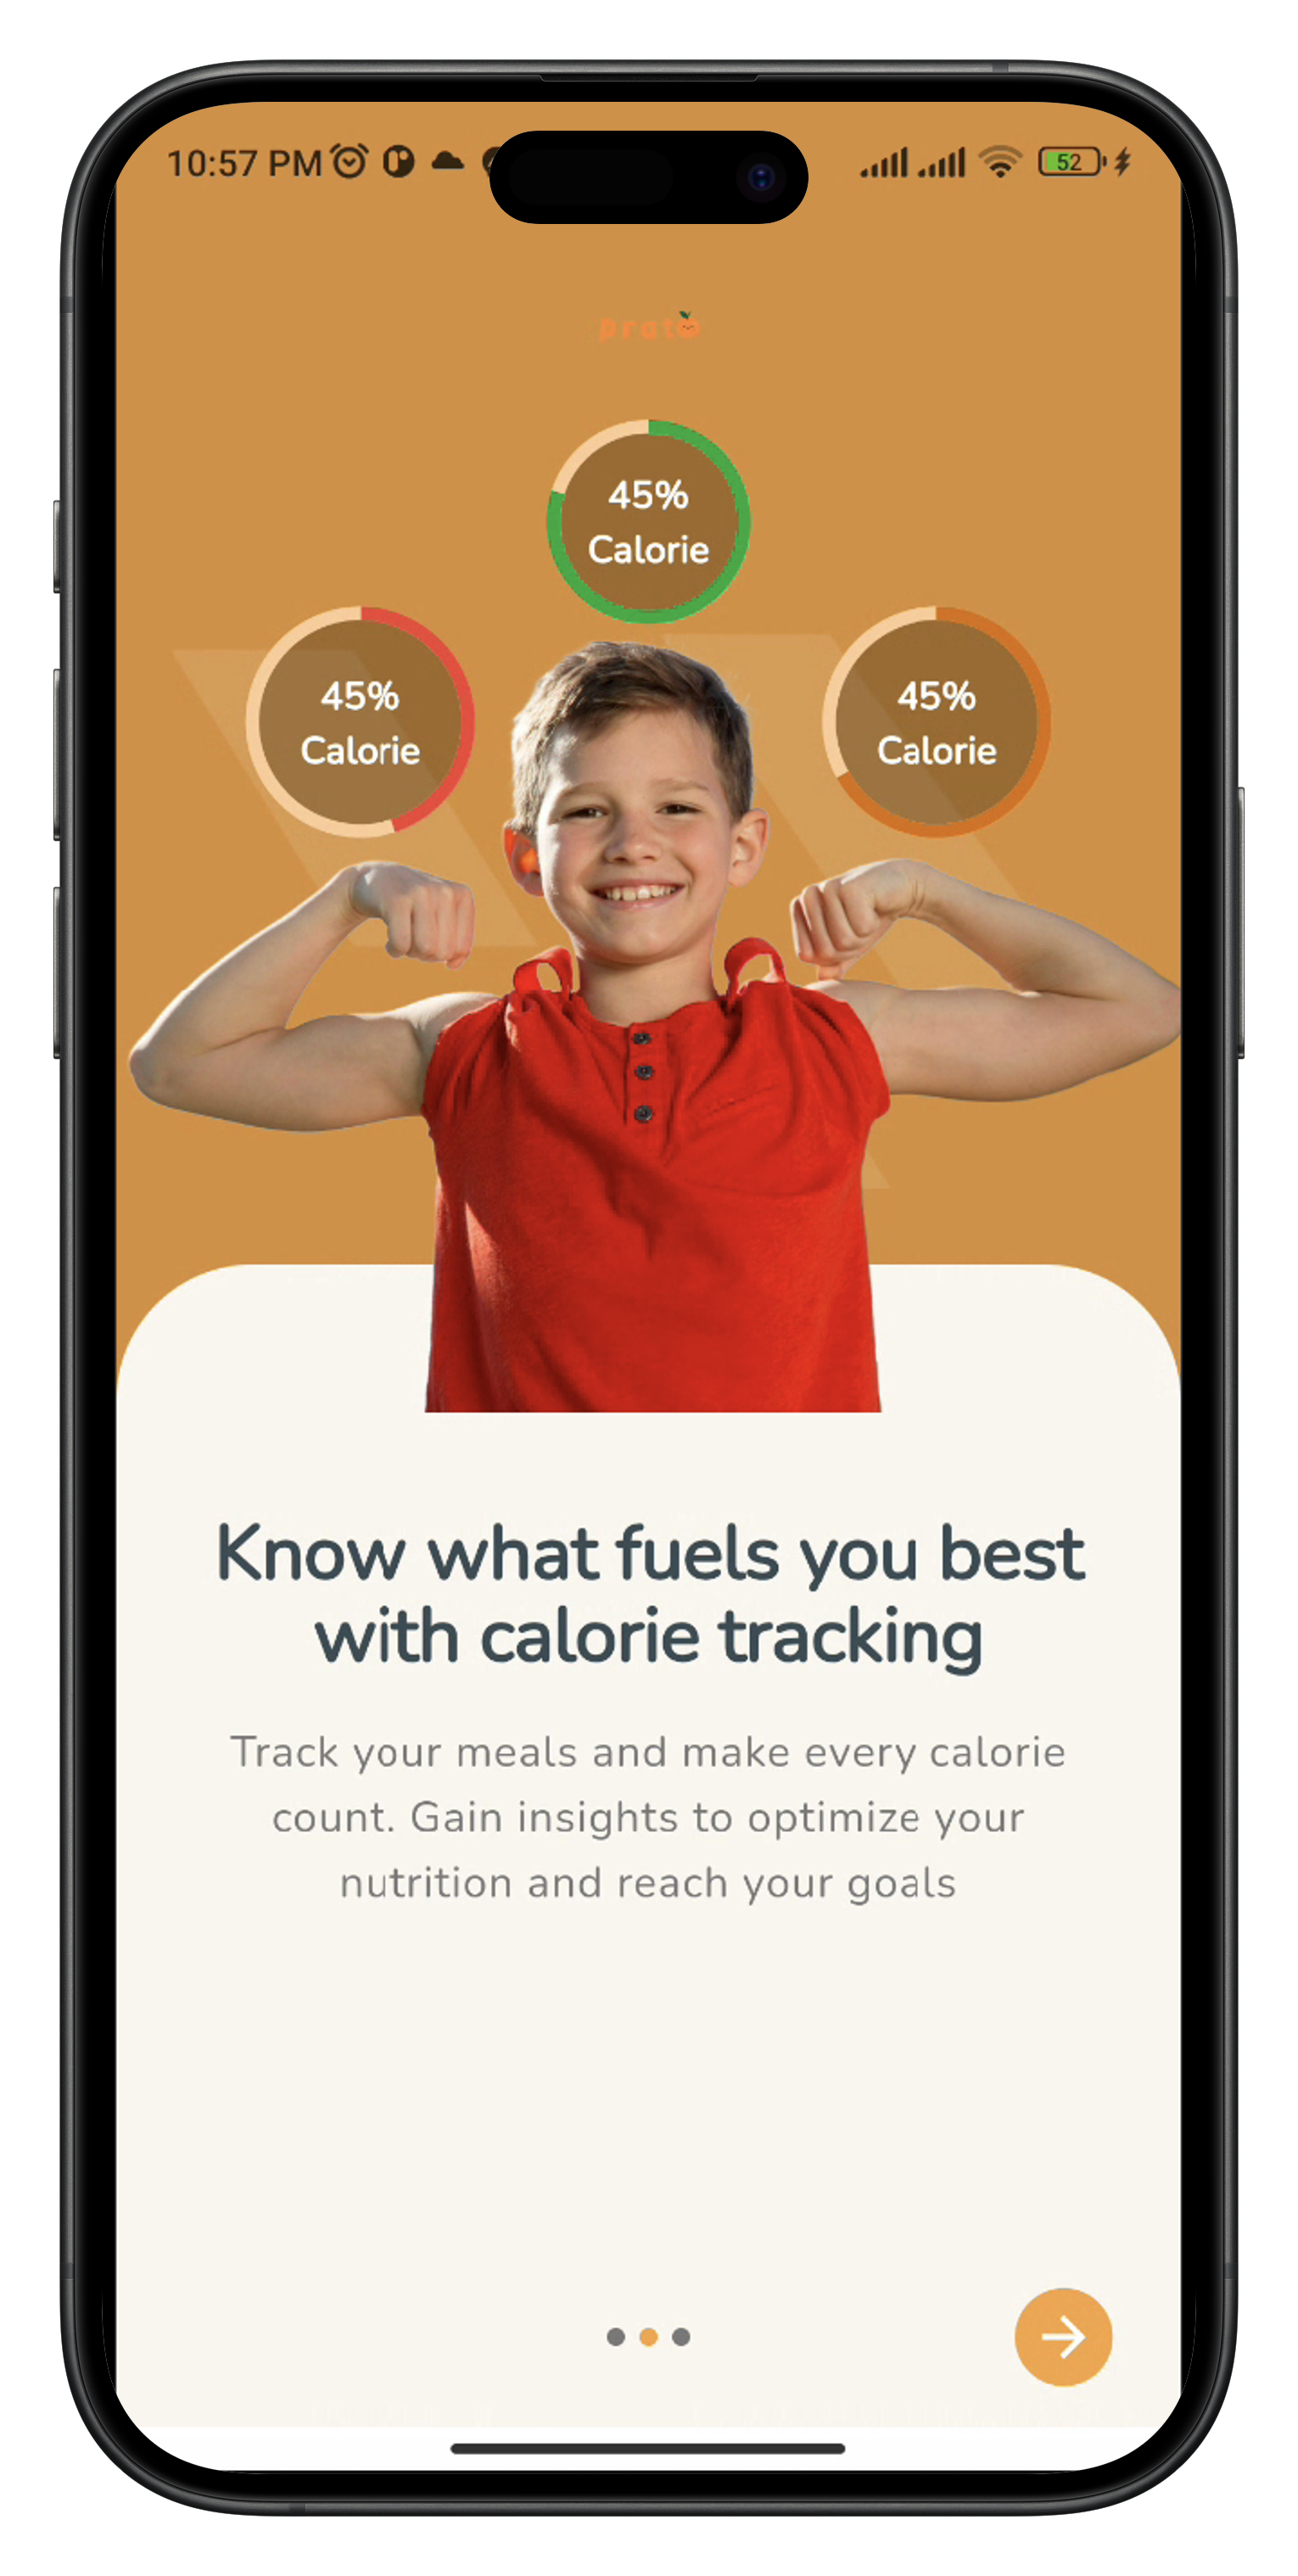 10:57 PM
52
prato
45%
Calorie
45%
Calorie
45%
Calorie
Know what fuels you best
with calorie tracking
Track your meals and make every calorie
count. Gain insights to optimize your
nutrition and reach your goals